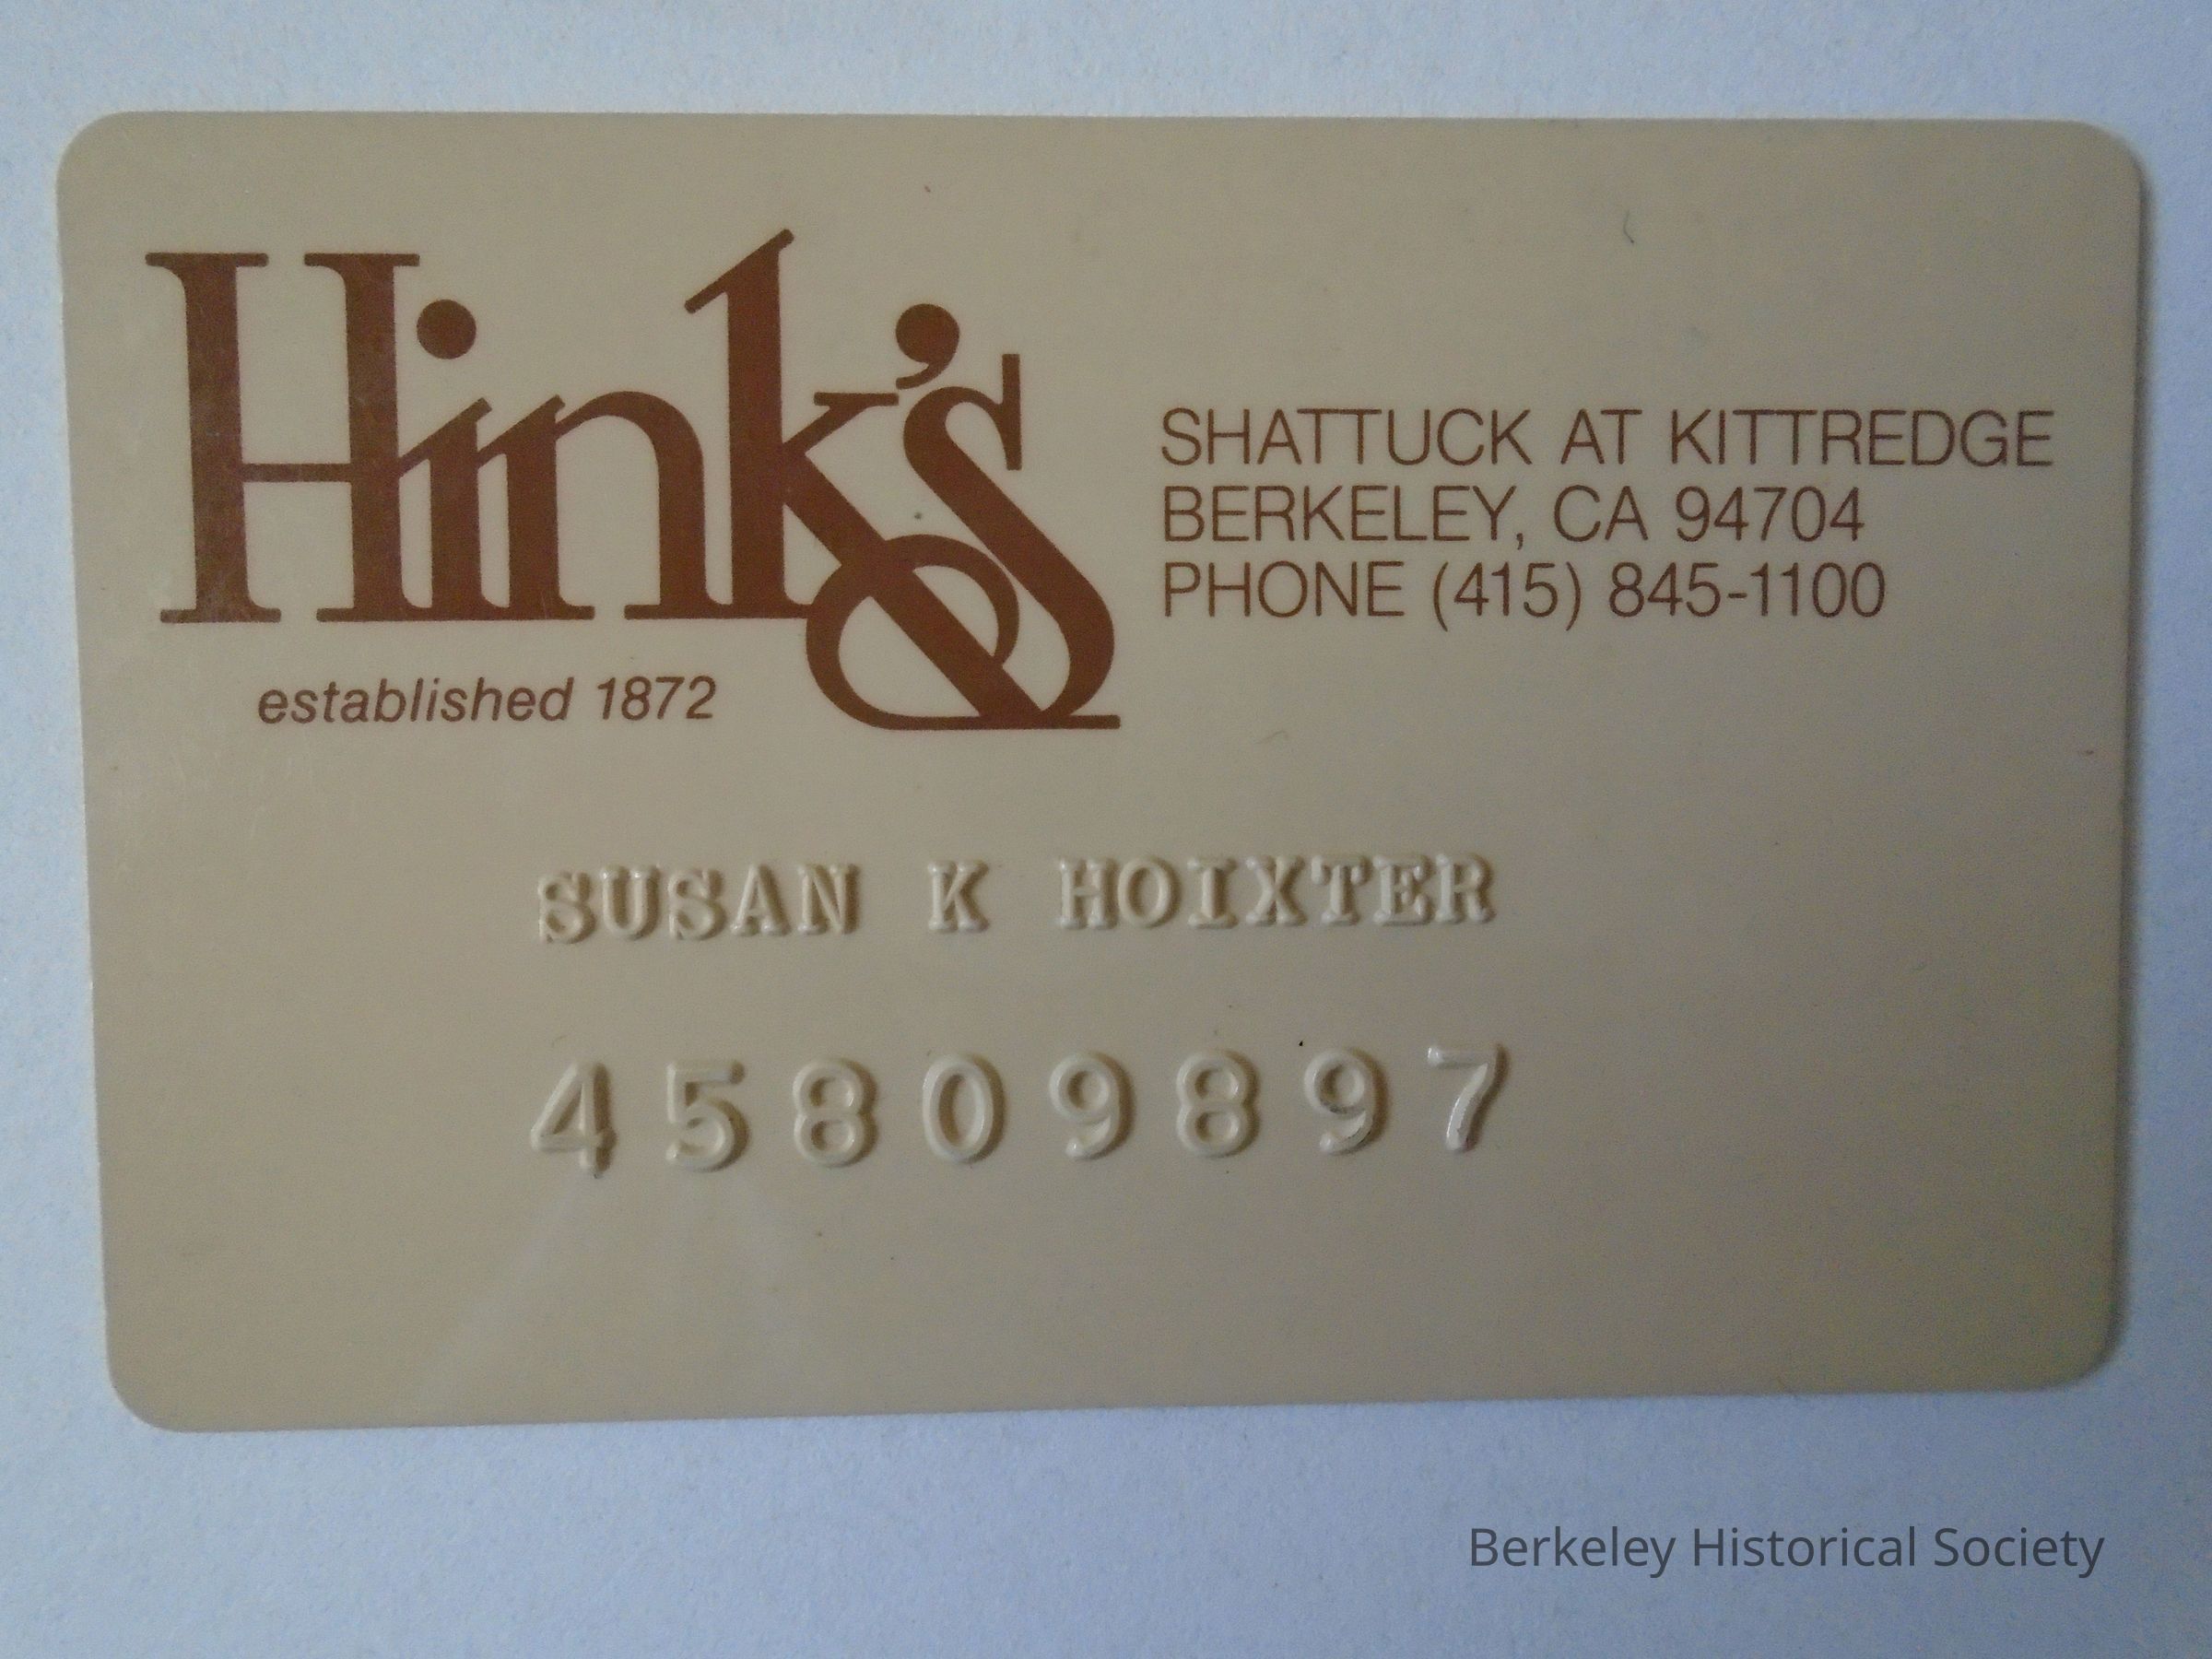 Hink's
established 1872
SHATTUCK AT KITTREDGE
BERKELEY, CA 94704
PHONE (415) 845-1100
SUSAN K HOIXTER
45809897
Berkeley Historical Society